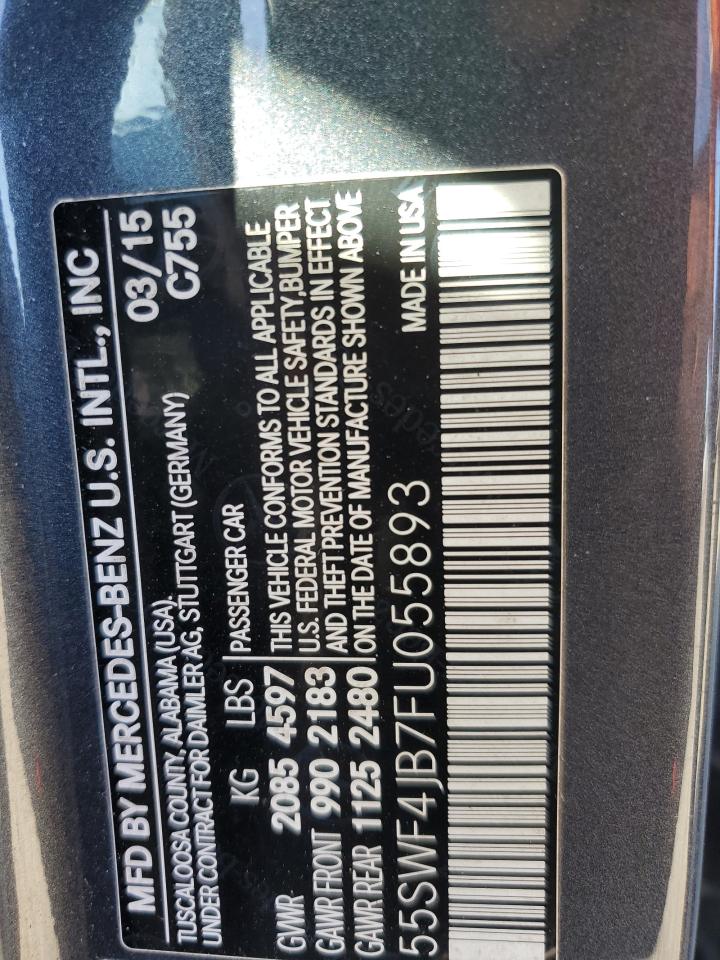 MFD BY MERCEDES-BENZ U.S. INTL., INC
TUSCALOOSA COUNTY, ALABAMA (USA). 03/15
UNDER CONTRACT FOR DAIMLER AG, STUTTGART (GERMANY) C755
KG LBS PASSENGER CAR
GVWR 2085 4597 THIS VEHICLE CONFORMS TO ALL APPLICABLE
U.S. FEDERAL MOTOR VEHICLE SAFETY,BUMPER
GAWR FRONT 990 2183 AND THEFT PREVENTION STANDARDS IN EFFECT
GAWR REAR 1125 2480 ON THE DATE OF MANUFACTURE SHOWN ABOVE
55SWF4JB7FU055893 MADE IN USA